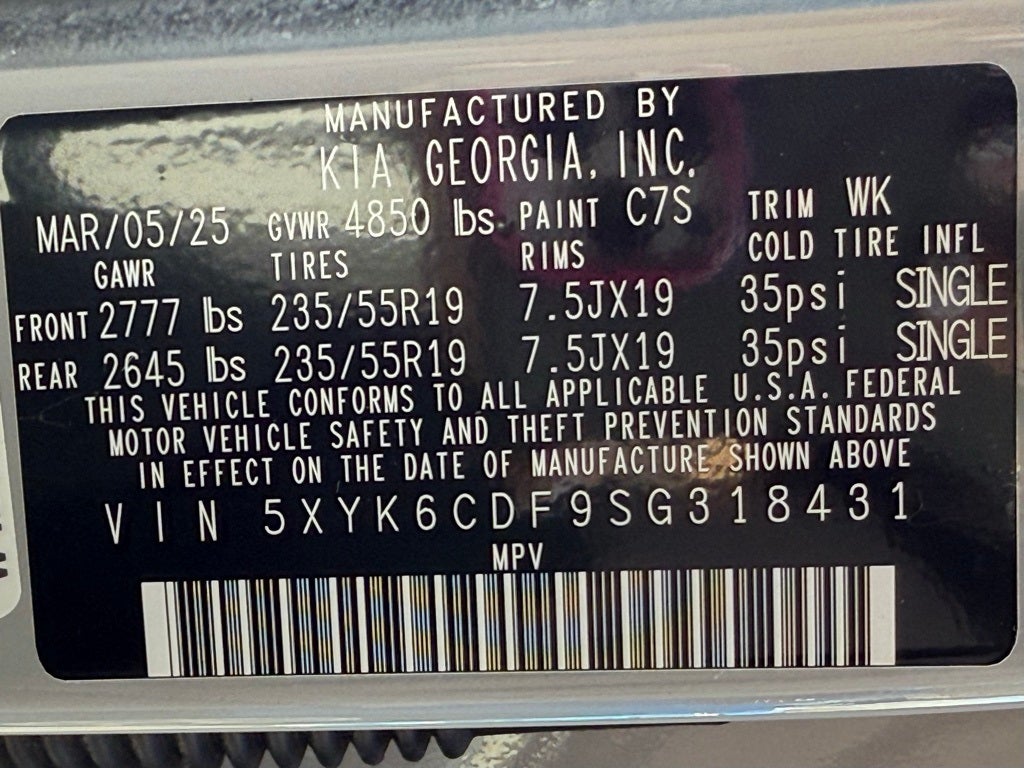 MANUFACTURED BY
KIA GEORGIA, INC.
MAR/05/25 GVWR 4850 lbs PAINT C7S TRIM WK
GAWR TIRES RIMS COLD TIRE INFL
FRONT 2777 lbs 235/55R19 7.5JX19 35psi SINGLE
REAR 2645 lbs 235/55R19 7.5JX19 35psi SINGLE
THIS VEHICLE CONFORMS TO ALL APPLICABLE U.S.A. FEDERAL
MOTOR VEHICLE SAFETY AND THEFT PREVENTION STANDARDS
IN EFFECT ON THE DATE OF MANUFACTURE SHOWN ABOVE
VIN 5XYK6CDF9SG318431
MPV